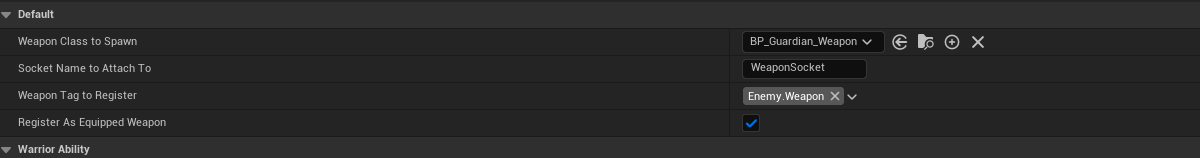 Default
Weapon Class to Spawn
BP_Guardian_Weapon
Socket Name to Attach To
WeaponSocket
Weapon Tag to Register
Enemy.Weapon
Register As Equipped Weapon
Warrior Ability